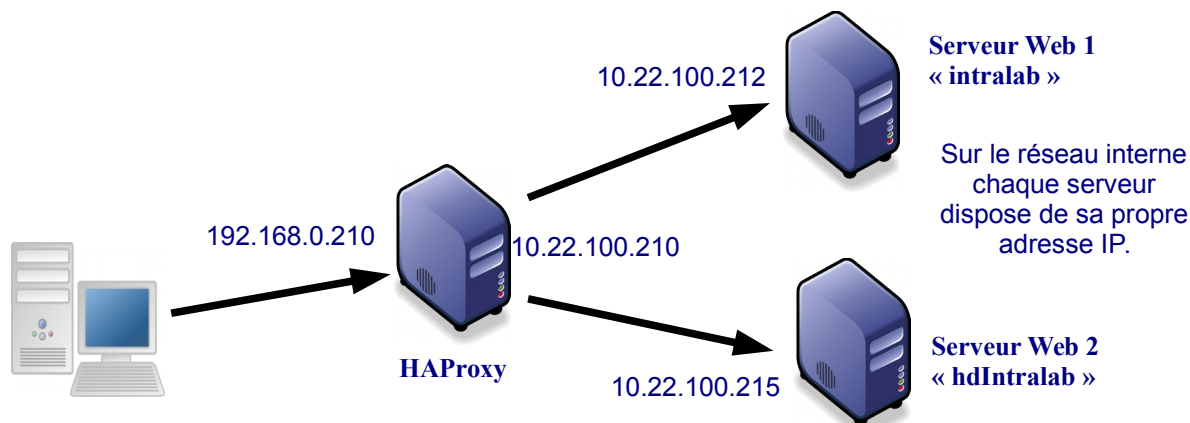 Serveur Web 1
« intralab »
10.22.100.212
Sur le réseau interne
chaque serveur
dispose de sa propre
adresse IP.
192.168.0.210
10.22.100.210
HAProxy
Serveur Web 2
« hdIntralab »
10.22.100.215